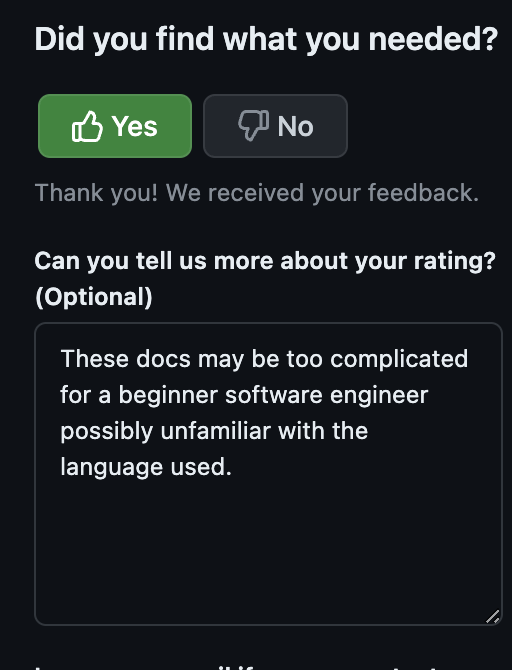 Did you find what you needed?
Yes
No
Thank you! We received your feedback.
Can you tell us more about your rating?
(Optional)
These docs may be too complicated
for a beginner software engineer
possibly unfamiliar with the
language used.